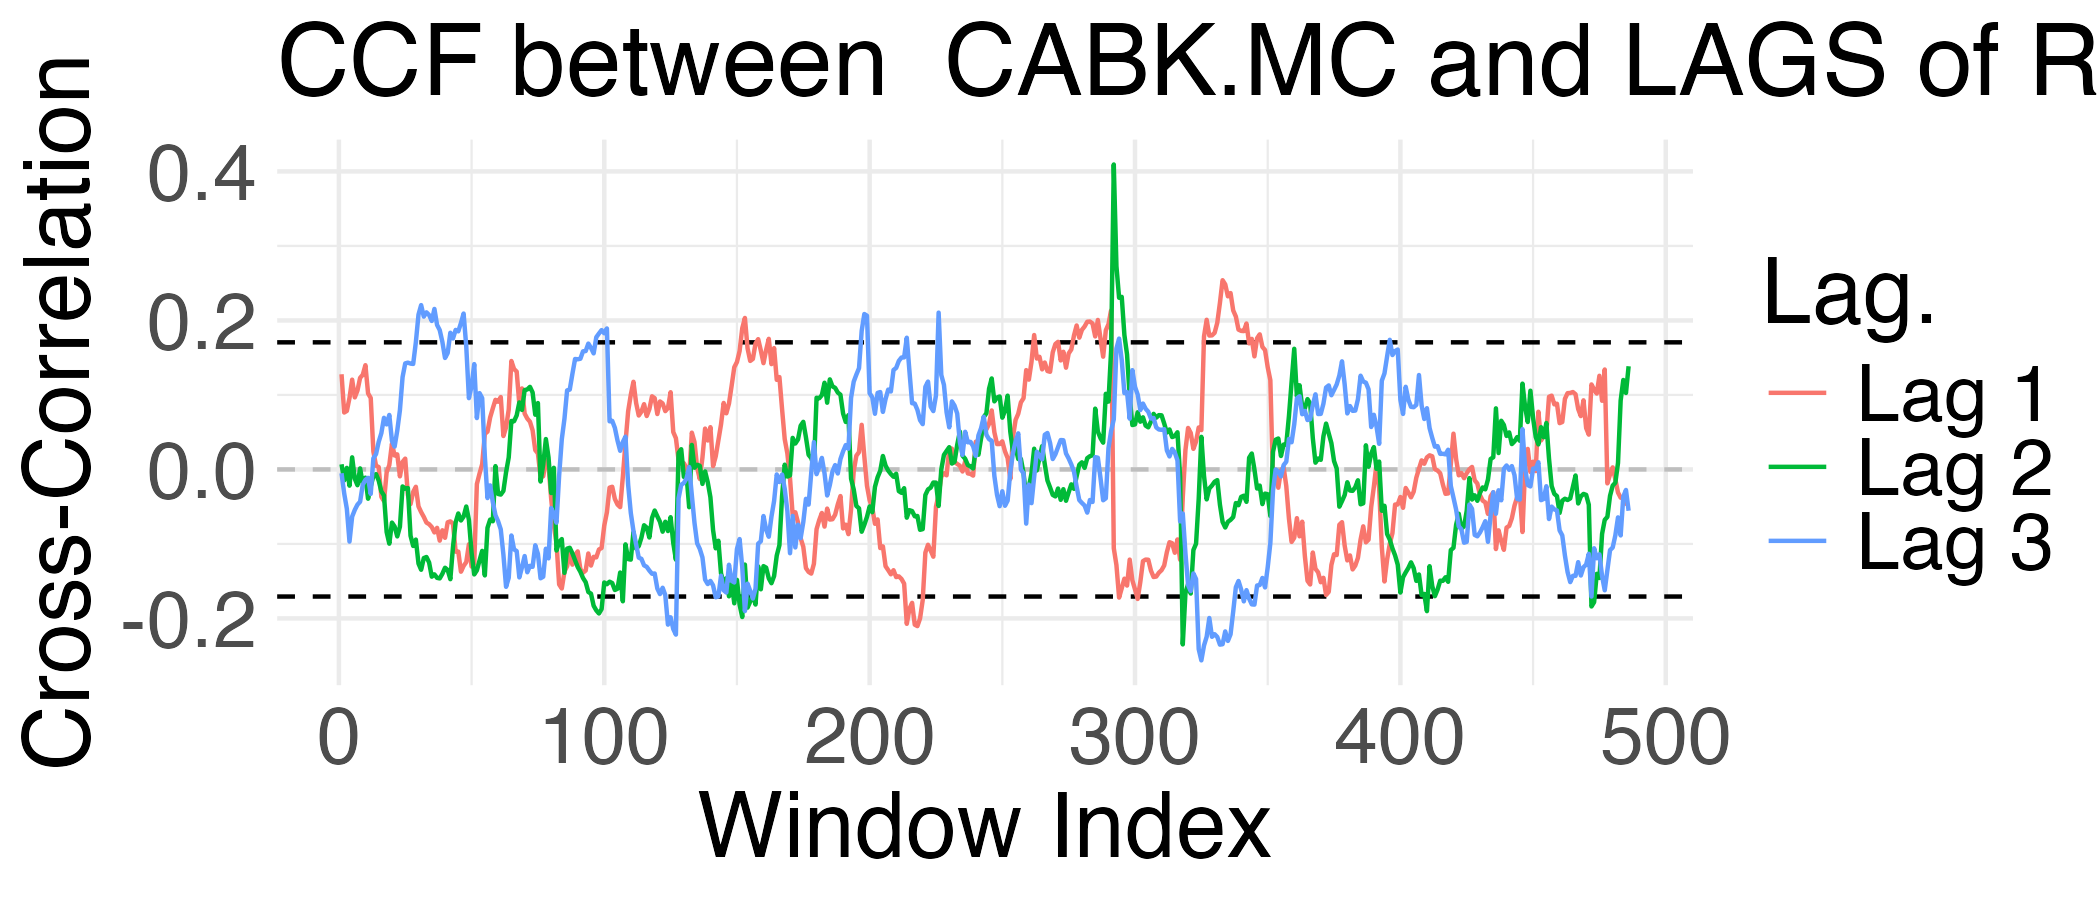 CCF between  CABK.MC and LAGS of R
Cross-Correlation
0.4
0.2
0.0
-0.2
0
100
200
300
400
500
Window Index
Lag.
Lag 1
Lag 2
Lag 3